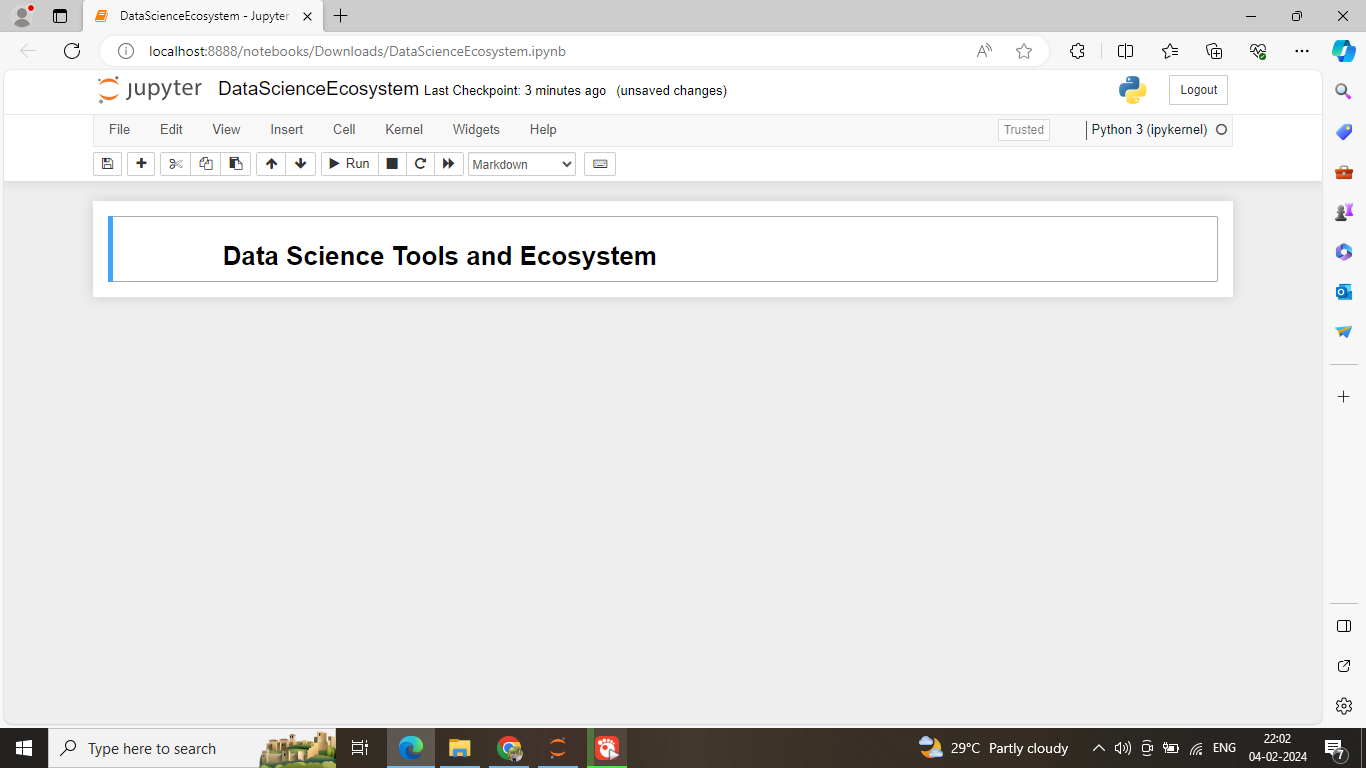 DataScienceEcosystem - Jupyter
localhost:8888/notebooks/Downloads/DataScienceEcosystem.ipynb
jupyter DataScienceEcosystem Last Checkpoint: 3 minutes ago (unsaved changes) Logout
File Edit View Insert Cell Kernel Widgets Help Trusted Python 3 (ipykernel)
Run Markdown
Data Science Tools and Ecosystem
Type here to search 29°C Partly cloudy ENG 22:02
04-02-2024 7